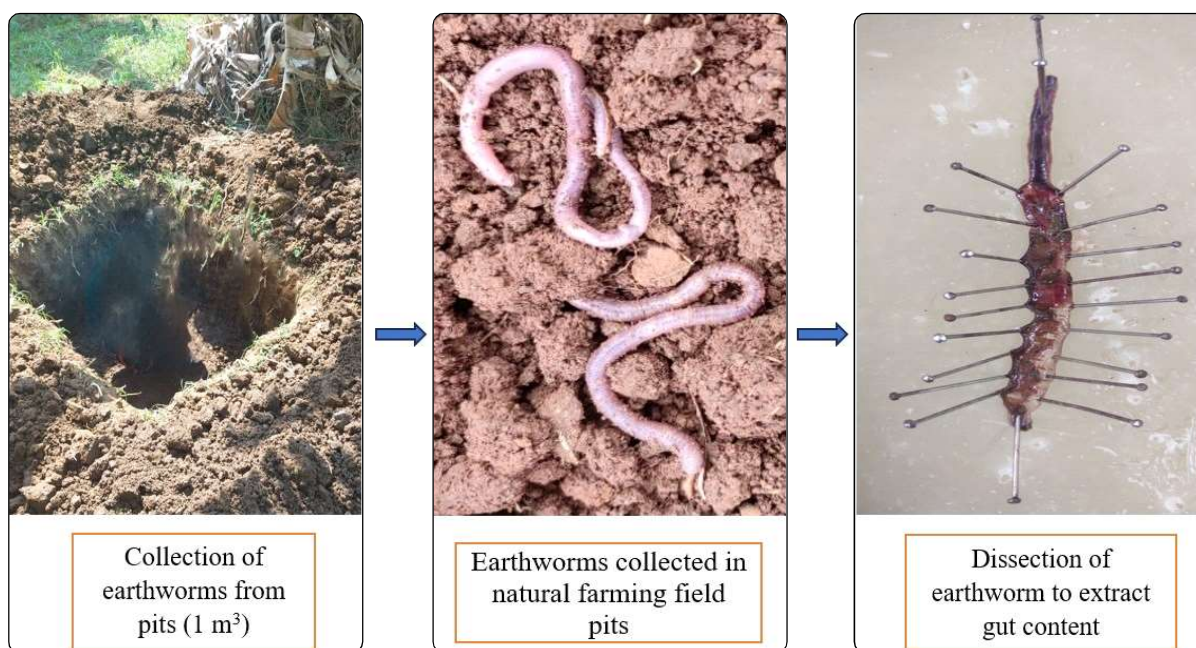 Collection of
earthworms from
pits (1 m³)
Earthworms collected in
natural farming field
pits
Dissection of
earthworm to extract
gut content